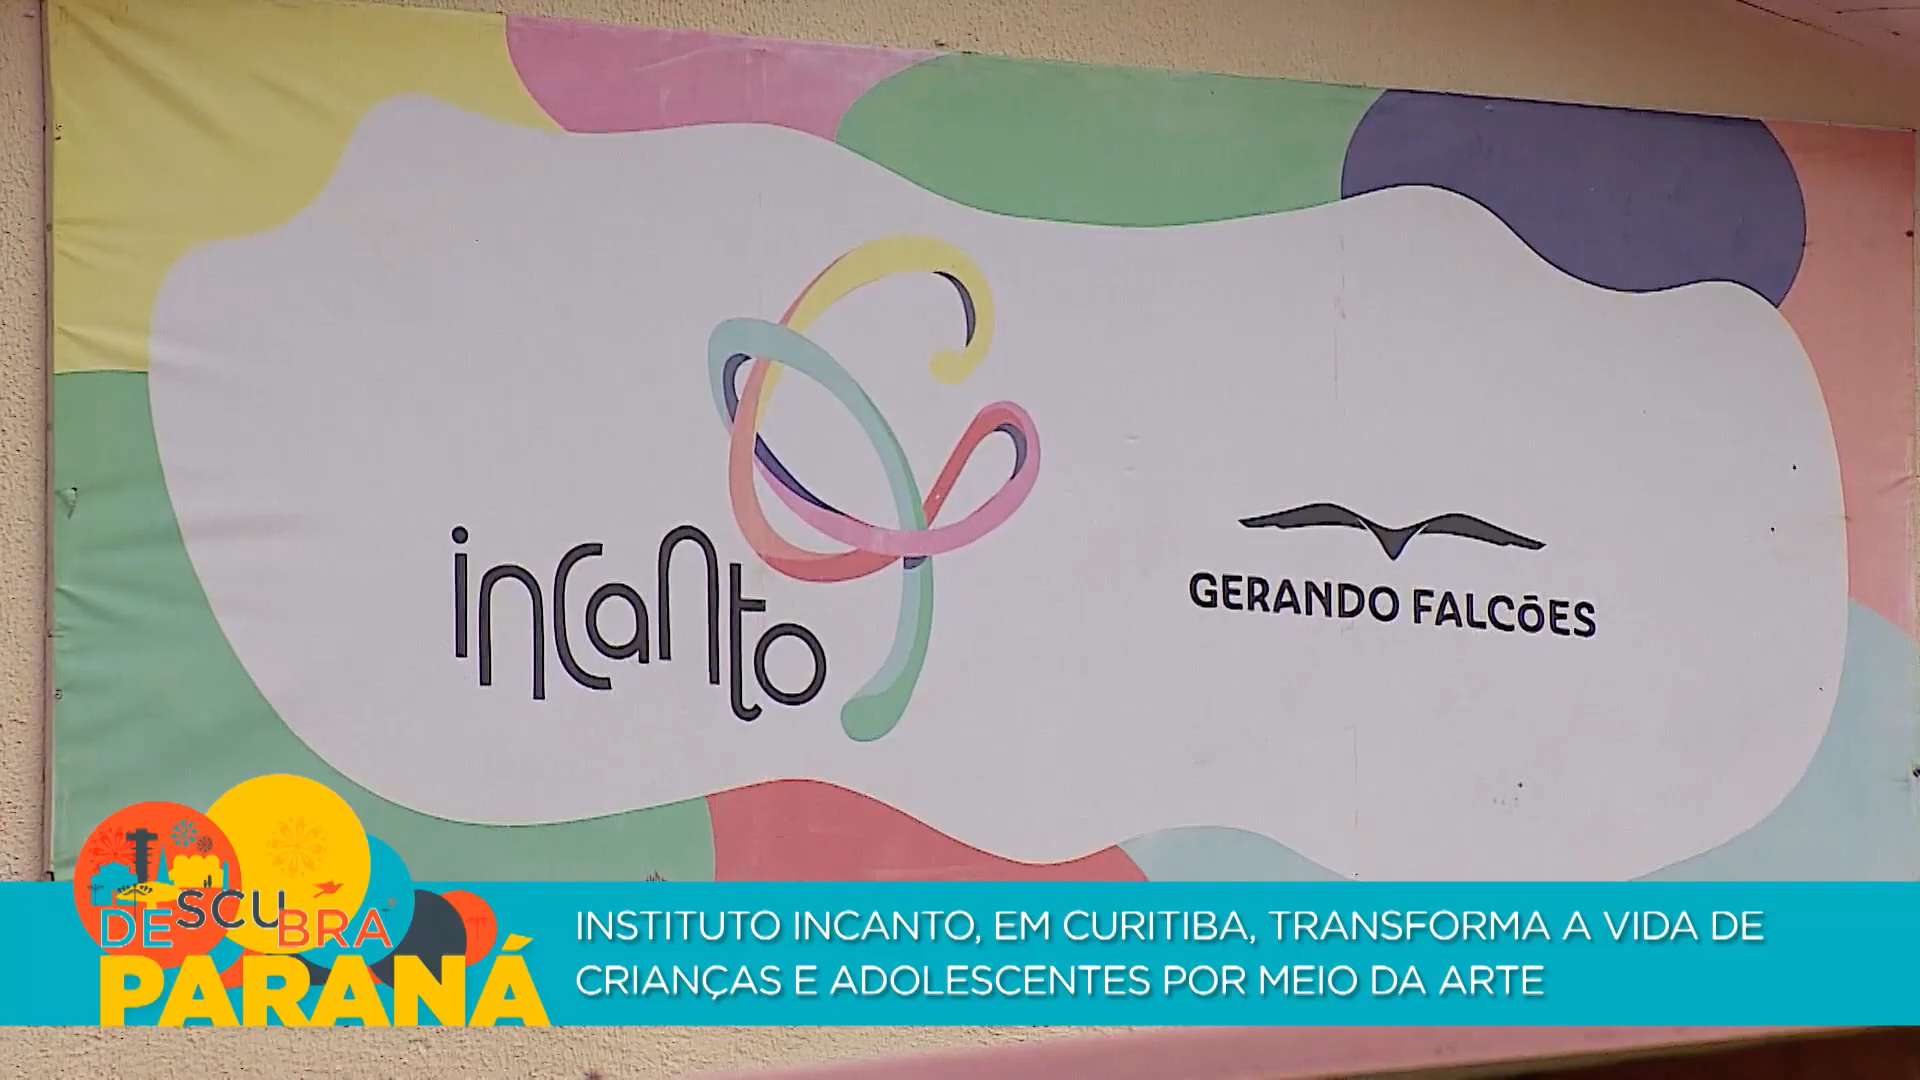 incanto
GERANDO FALCÕES
DESCUBRA
PARANÁ
INSTITUTO INCANTO, EM CURITIBA, TRANSFORMA A VIDA DE
CRIANÇAS E ADOLESCENTES POR MEIO DA ARTE